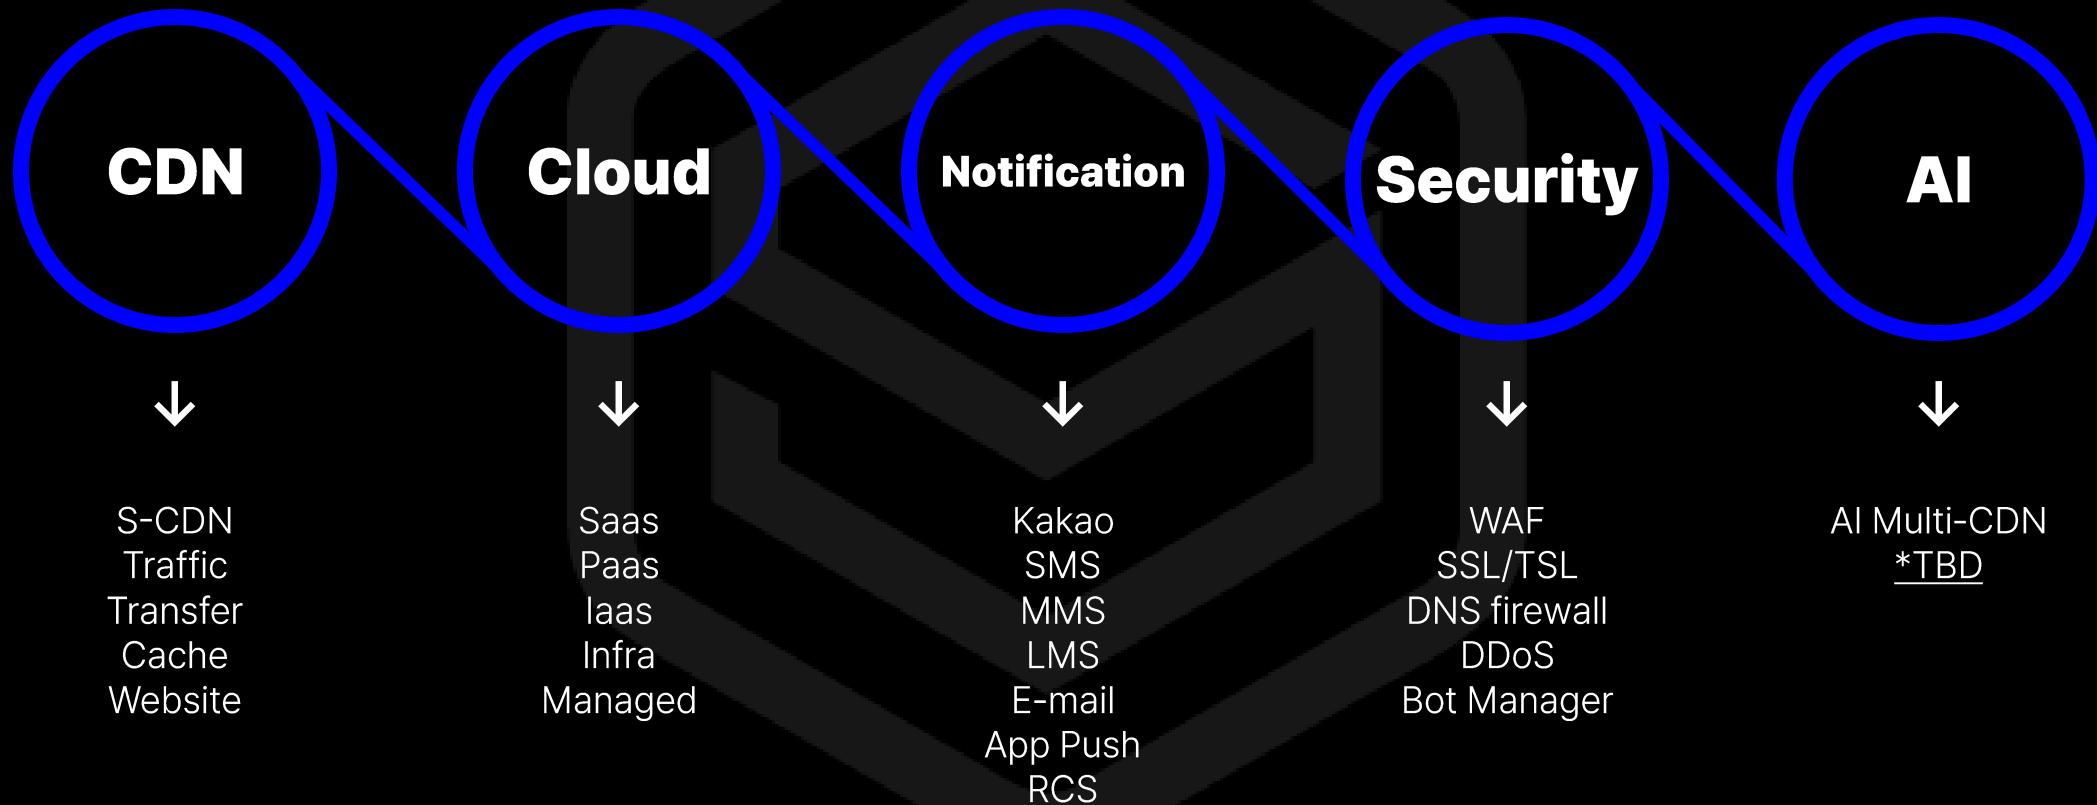 CDN
Cloud
Notification
Security
AI
S-CDN
Traffic
Transfer
Cache
Website
Saas
Paas
Iaas
Infra
Managed
Kakao
SMS
MMS
LMS
E-mail
App Push
RCS
WAF
SSL/TSL
DNS firewall
DDoS
Bot Manager
AI Multi-CDN
*TBD